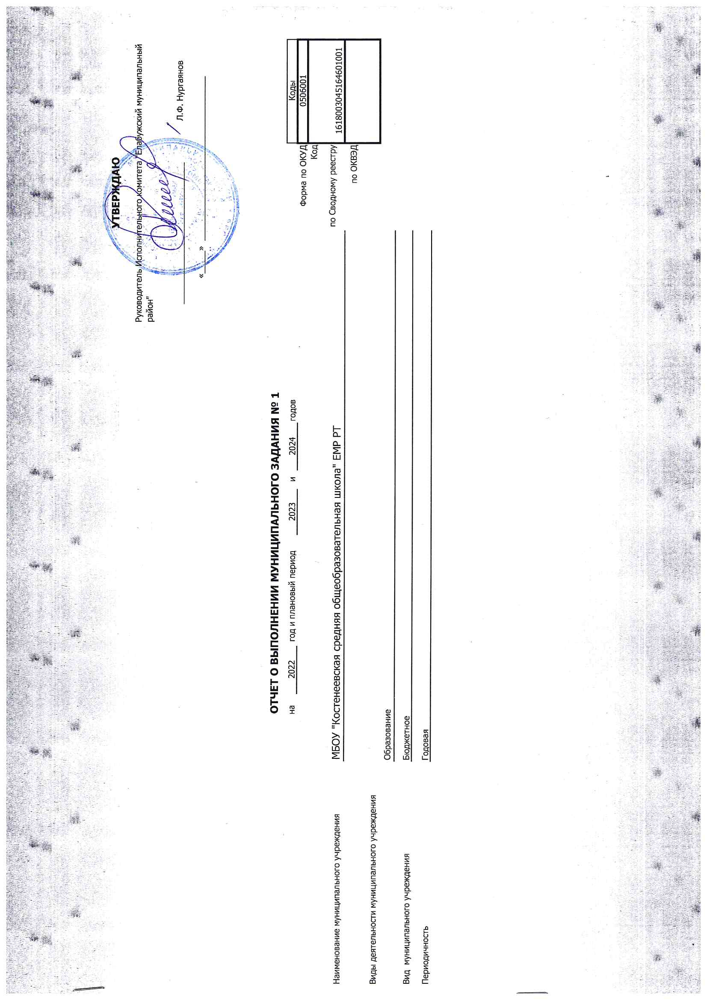 УТВЕРЖДАЮ
Руководитель Исполнительного комитета "Елабужский муниципальный
район"
/ Л.Ф. Нургаянов
« »
ОТЧЕТ О ВЫПОЛНЕНИИ МУНИЦИПАЛЬНОГО ЗАДАНИЯ № 1
на 2022 год и плановый период 2023 и 2024 годов
Коды
Форма по ОКУД 0506001
Код
по Сводному реестру 1618003045164601001
по ОКВЭД
Наименование муниципального учреждения МБОУ "Костенеевская средняя общеобразовательная школа" ЕМР РТ
Виды деятельности муниципального учреждения
Образование
Вид муниципального учреждения Бюджетное
Периодичность Годовая